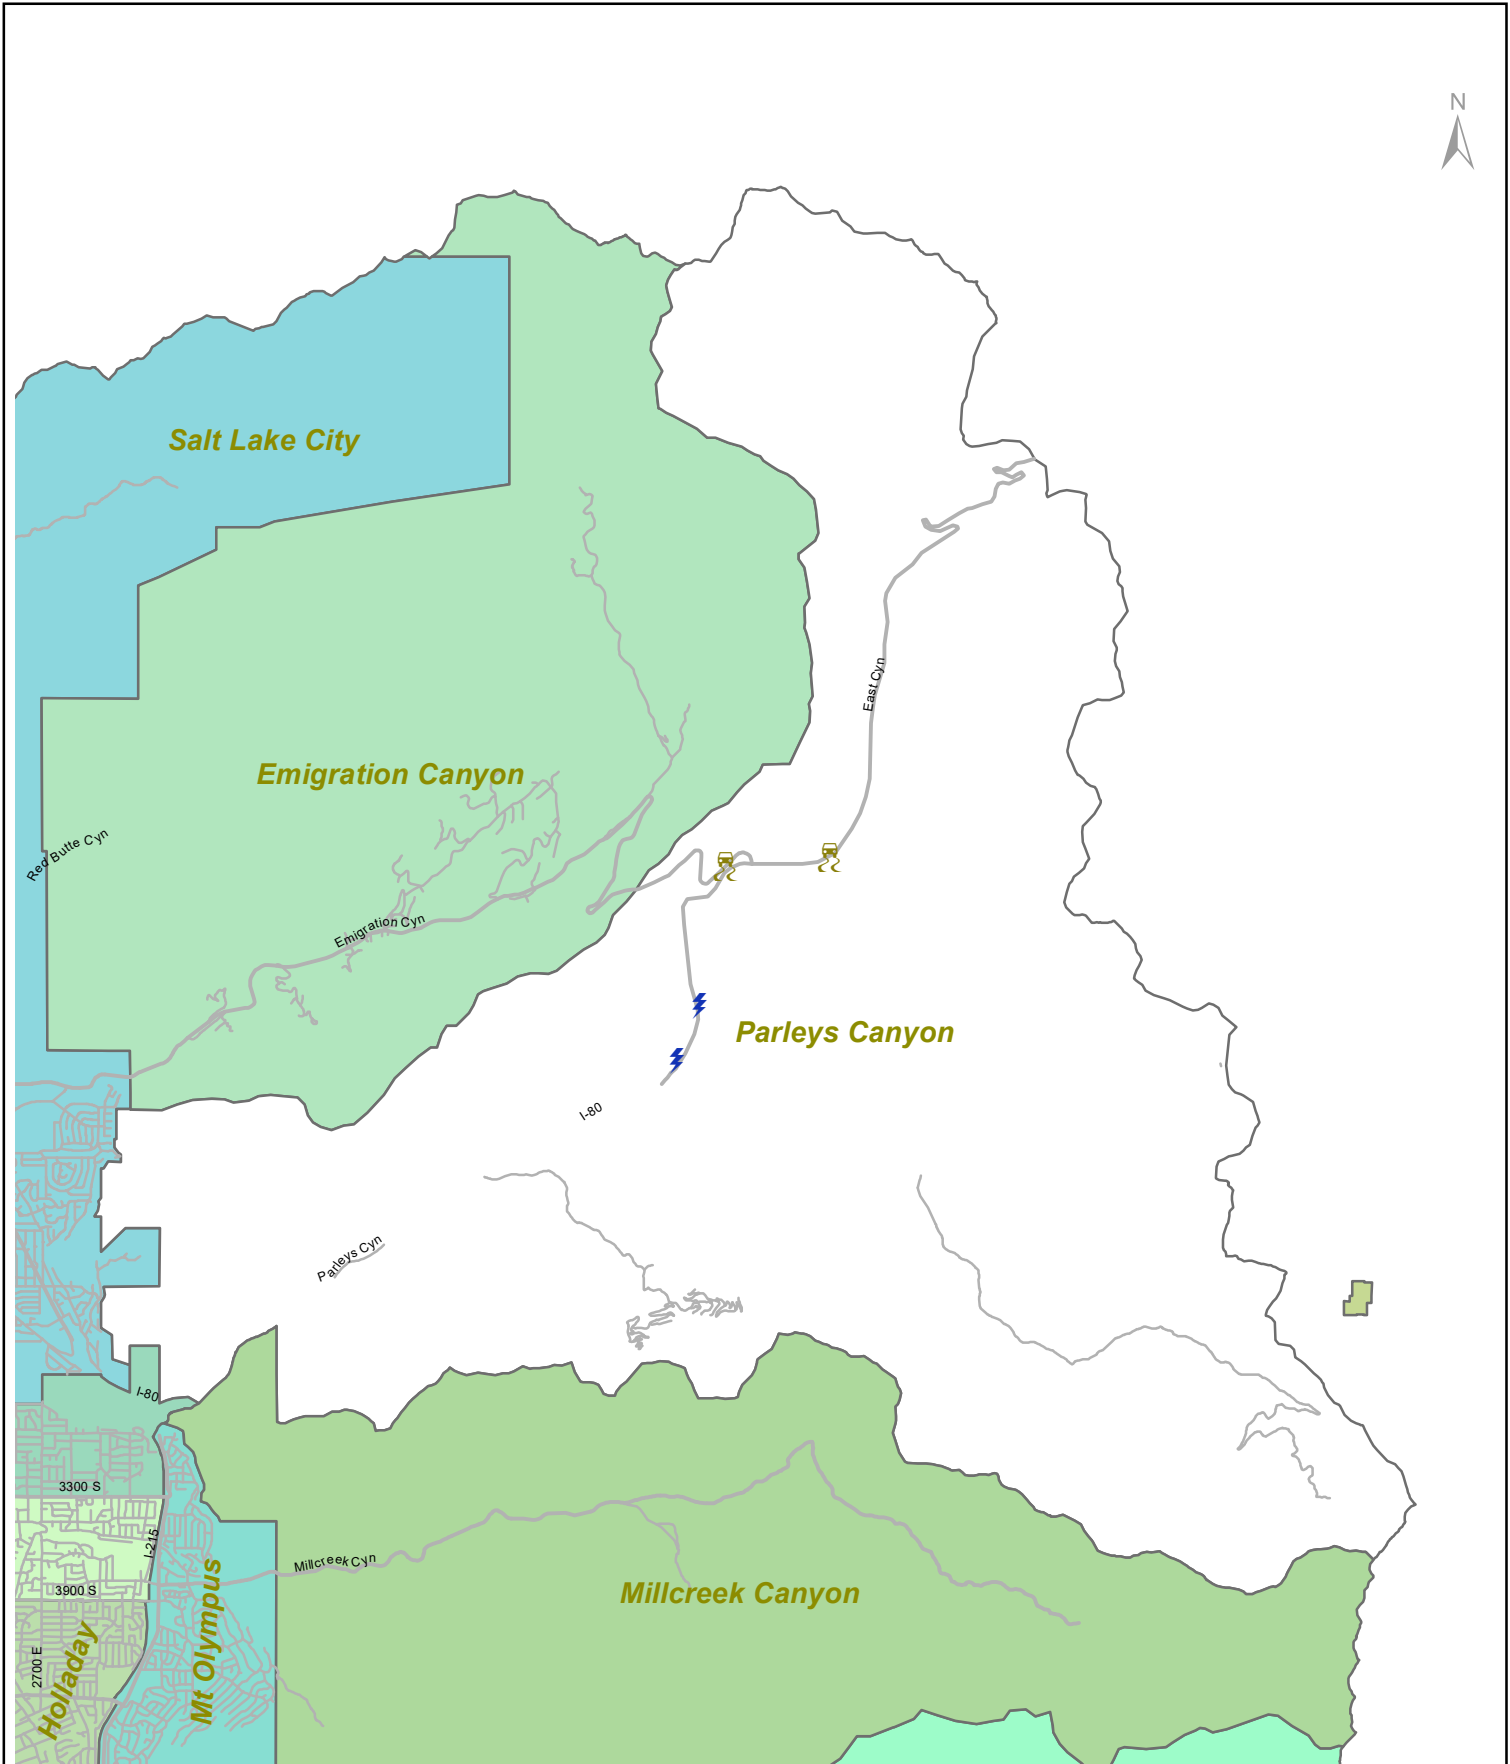 N
Salt Lake City
East Cyn
Emigration Canyon
Red Butte Cyn
Emigration Cyn
Parleys Canyon
I-80
Parleys Cyn
I-80
3300 S
I-215
Millcreek Cyn
3900 S
Millcreek Canyon
Mt Olympus
2700 E
Holladay